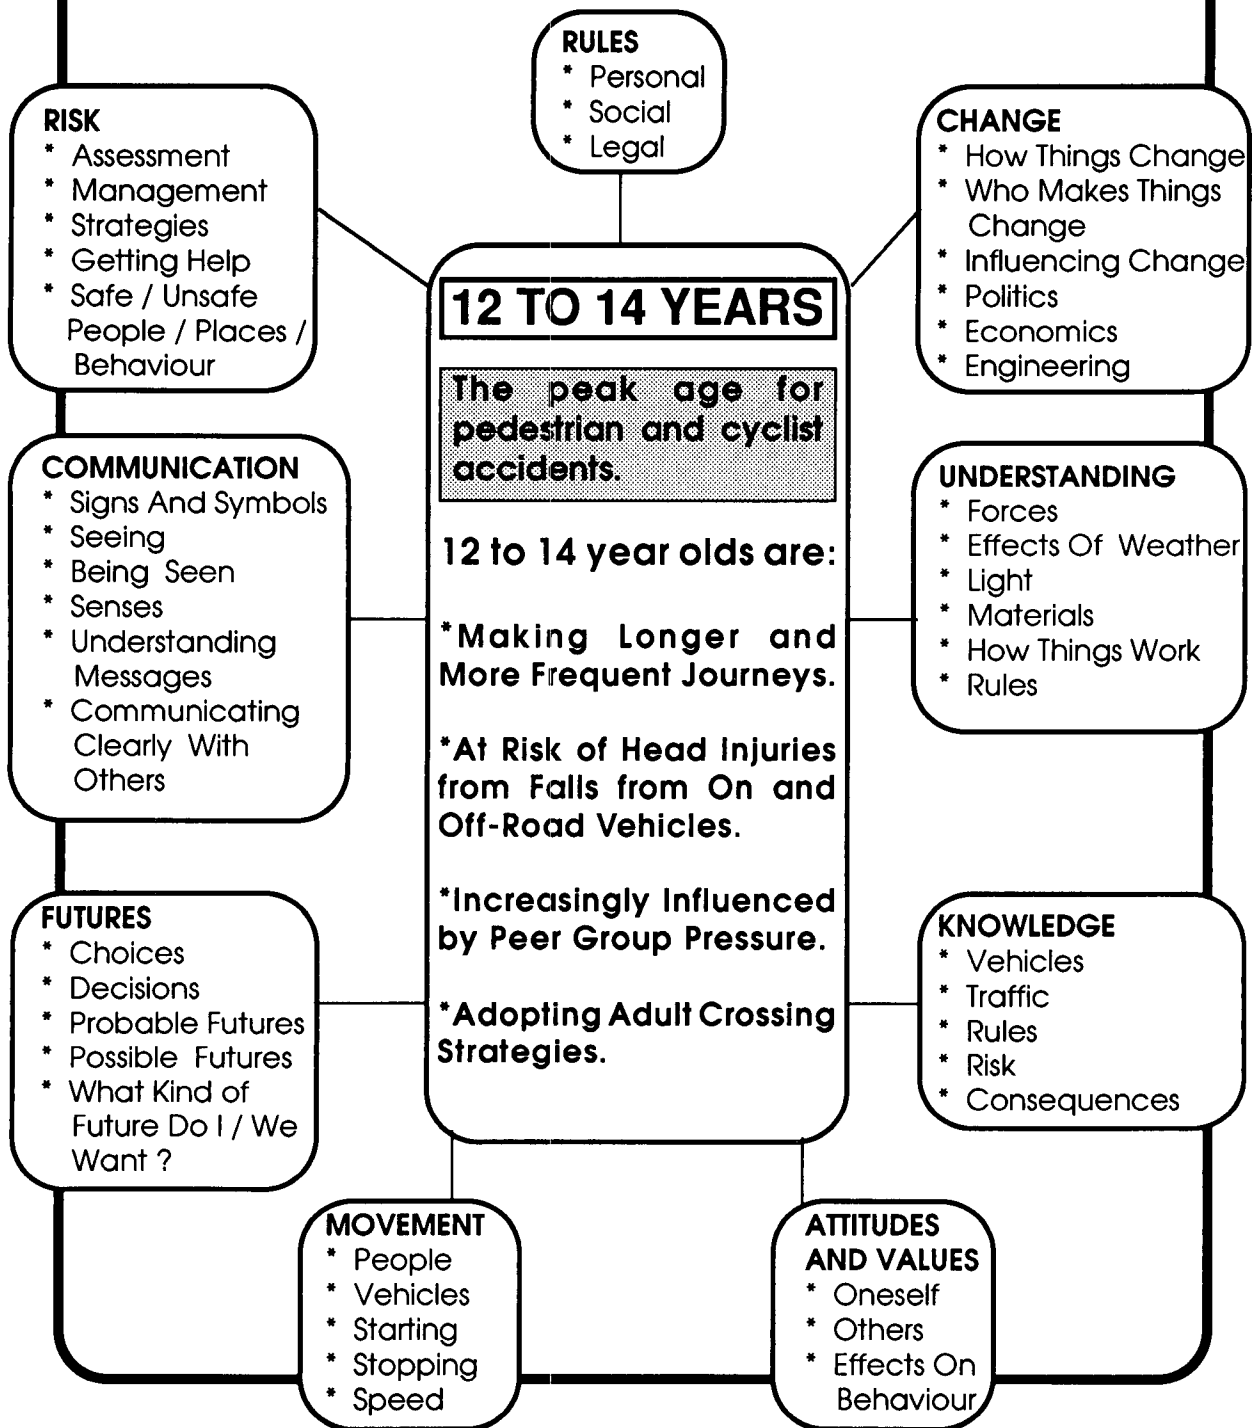 RULES
* Personal
* Social
* Legal
RISK
* Assessment
* Management
* Strategies
* Getting Help
* Safe / Unsafe
People / Places /
Behaviour
CHANGE
* How Things Change
* Who Makes Things
Change
* Influencing Change
* Politics
* Economics
* Engineering
12 TO 14 YEARS
The peak age for
pedestrian and cyclist
accidents.
12 to 14 year olds are:
*Making Longer and
More Frequent Journeys.
*At Risk of Head Injuries
from Falls from On and
Off-Road Vehicles.
*Increasingly Influenced
by Peer Group Pressure.
*Adopting Adult Crossing
Strategies.
COMMUNICATION
* Signs And Symbols
* Seeing
* Being Seen
* Senses
* Understanding
Messages
* Communicating
Clearly With
Others
UNDERSTANDING
* Forces
* Effects Of Weather
* Light
* Materials
* How Things Work
* Rules
FUTURES
* Choices
* Decisions
* Probable Futures
* Possible Futures
* What Kind of
Future Do I / We
Want ?
KNOWLEDGE
* Vehicles
* Traffic
* Rules
* Risk
* Consequences
MOVEMENT
* People
* Vehicles
* Starting
* Stopping
* Speed
ATTITUDES
AND VALUES
* Oneself
* Others
* Effects On
Behaviour